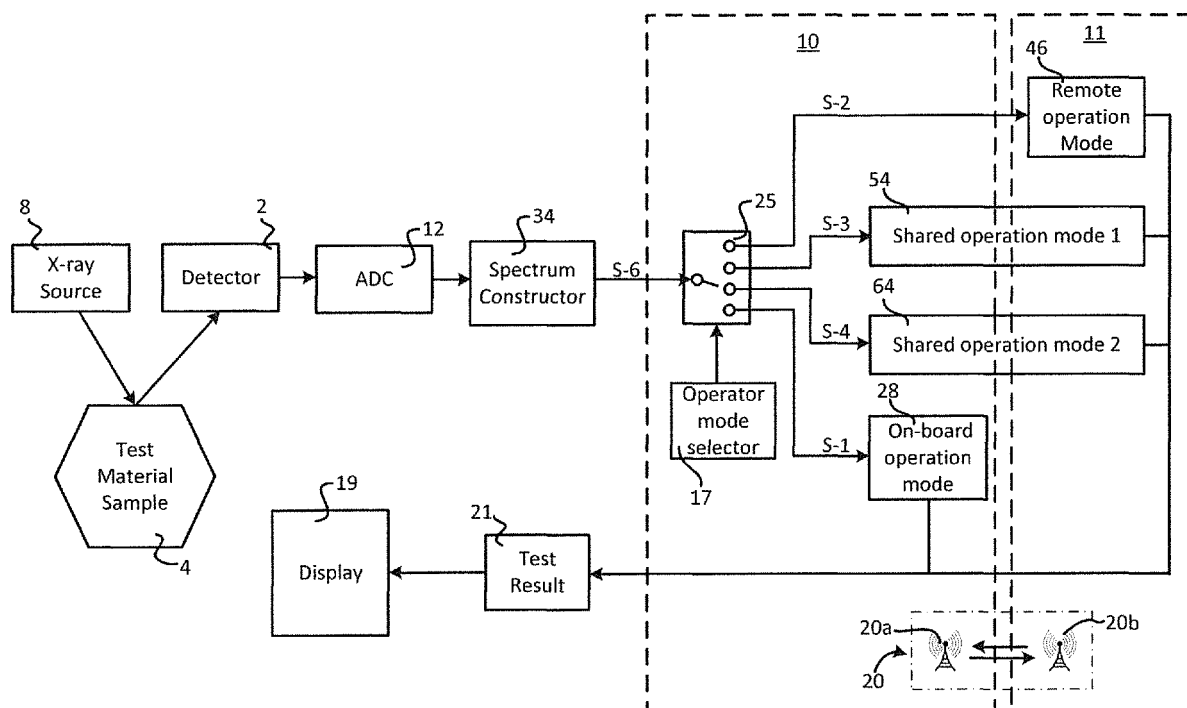 10
11
46
Remote
operation
Mode
S-2
54
Shared operation mode 1
S-3
25
8
X-ray
Source
2
Detector
12
ADC
34
Spectrum
Constructor
S-6
64
Shared operation mode 2
S-4
Operator
mode
selector
17
28
On-board
operation
mode
S-1
Test
Material
Sample
4
19
Display
21
Test
Result
20a
20b
20